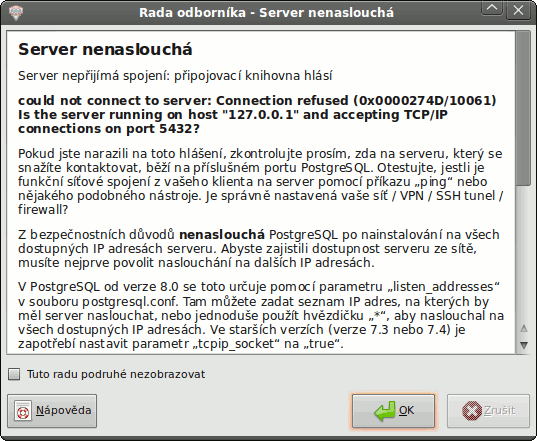 Rada odborníka - Server nenaslouchá
Server nenaslouchá
Server nepřijímá spojení: připojovací knihovna hlásí
could not connect to server: Connection refused (0x0000274D/10061)
Is the server running on host "127.0.0.1" and accepting TCP/IP
connections on port 5432?
Pokud jste narazili na toto hlášení, zkontrolujte prosím, zda na serveru, který se
snažíte kontaktovat, běží na příslušném portu PostgreSQL. Otestujte, jestli je
funkční síťové spojení z vašeho klienta na server pomocí příkazu „ping“ nebo
nějakého podobného nástroje. Je správně nastavená vaše síť / VPN / SSH tunel /
firewall?
Z bezpečnostních důvodů nenaslouchá PostgreSQL po nainstalování na všech
dostupných IP adresách serveru. Abyste zajistili dostupnost serveru ze sítě,
musíte nejprve povolit naslouchání na dalších IP adresách.
V PostgreSQL od verze 8.0 se toto určuje pomocí parametru „listen_addresses“
v souboru postgresql.conf. Tam můžete zadat seznam IP adres, na kterých by
měl server naslouchat, nebo jednoduše použít hvězdičku „*“, aby naslouchal na
všech dostupných IP adresách. Ve starších verzích (verze 7.3 nebo 7.4) je
zapotřebí nastavit parametr „tcpip_socket“ na „true“.
Tuto radu podruhé nezobrazovat
Nápověda
OK
Zrušit